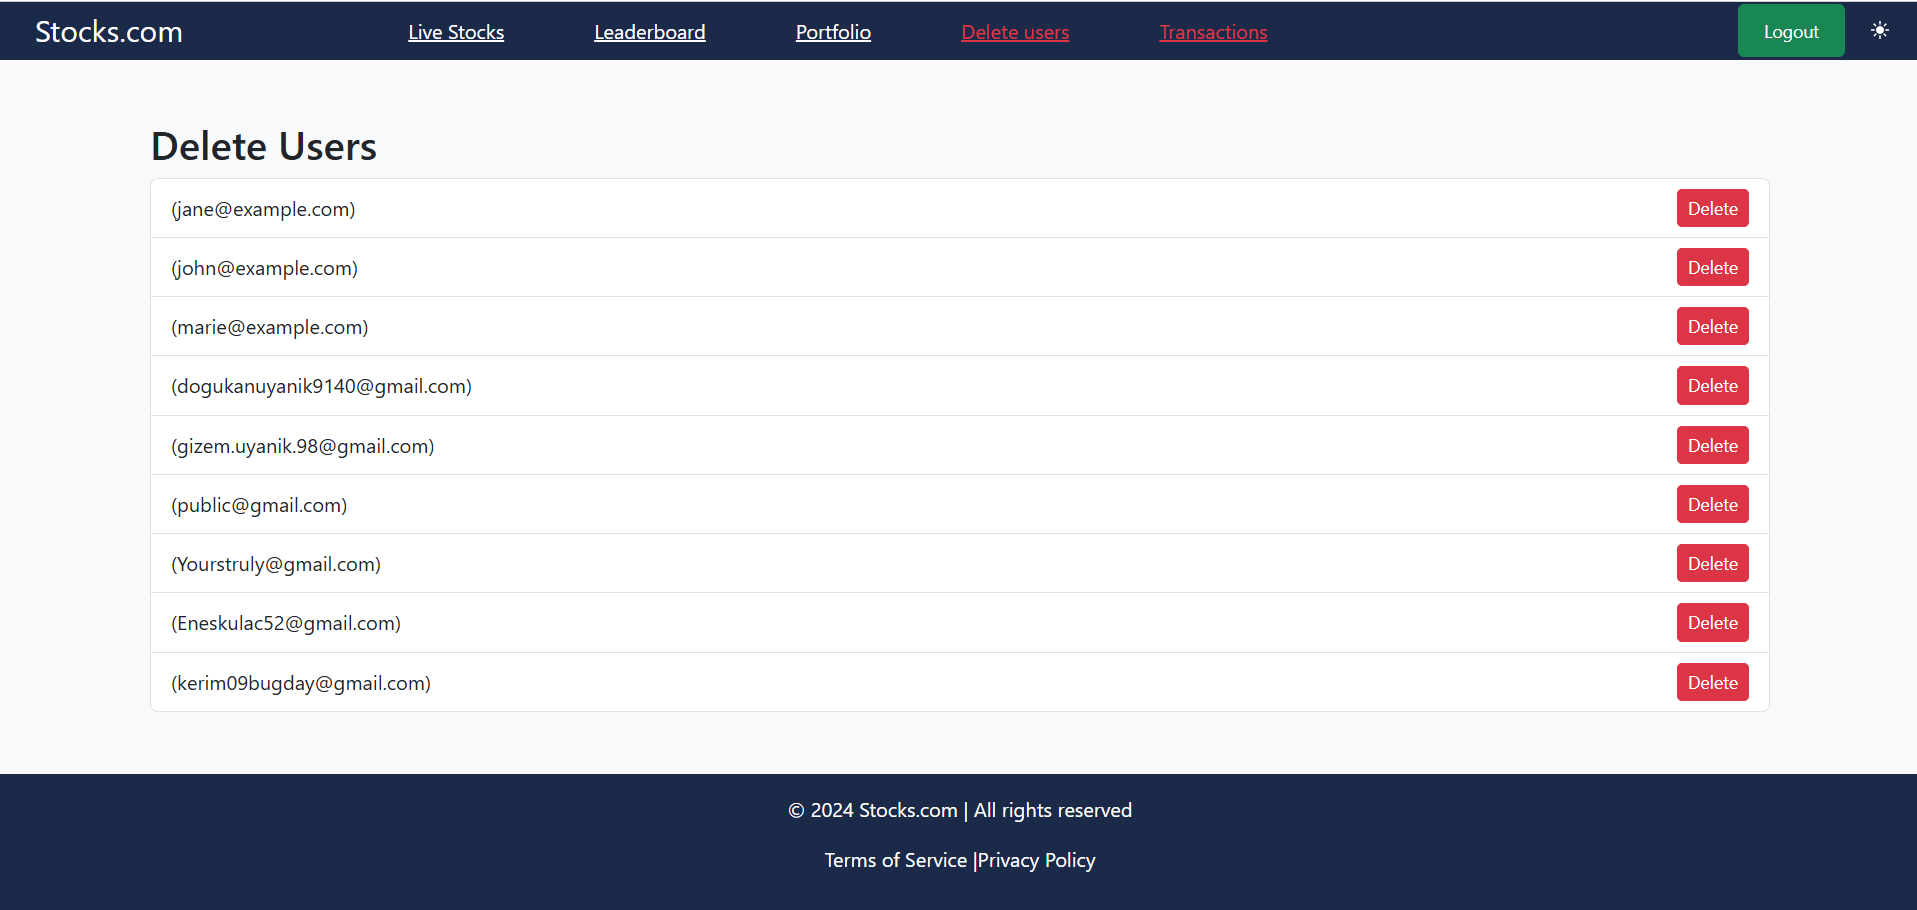 Stocks.com Live Stocks Leaderboard Portfolio Delete users Transactions Logout
Delete Users
(jane@example.com) Delete
(john@example.com) Delete
(marie@example.com) Delete
(dogukanuyanik9140@gmail.com) Delete
(gizem.uyanik.98@gmail.com) Delete
(public@gmail.com) Delete
(Yourstruly@gmail.com) Delete
(Eneskulac52@gmail.com) Delete
(kerim09bugday@gmail.com) Delete
© 2024 Stocks.com | All rights reserved
Terms of Service |Privacy Policy